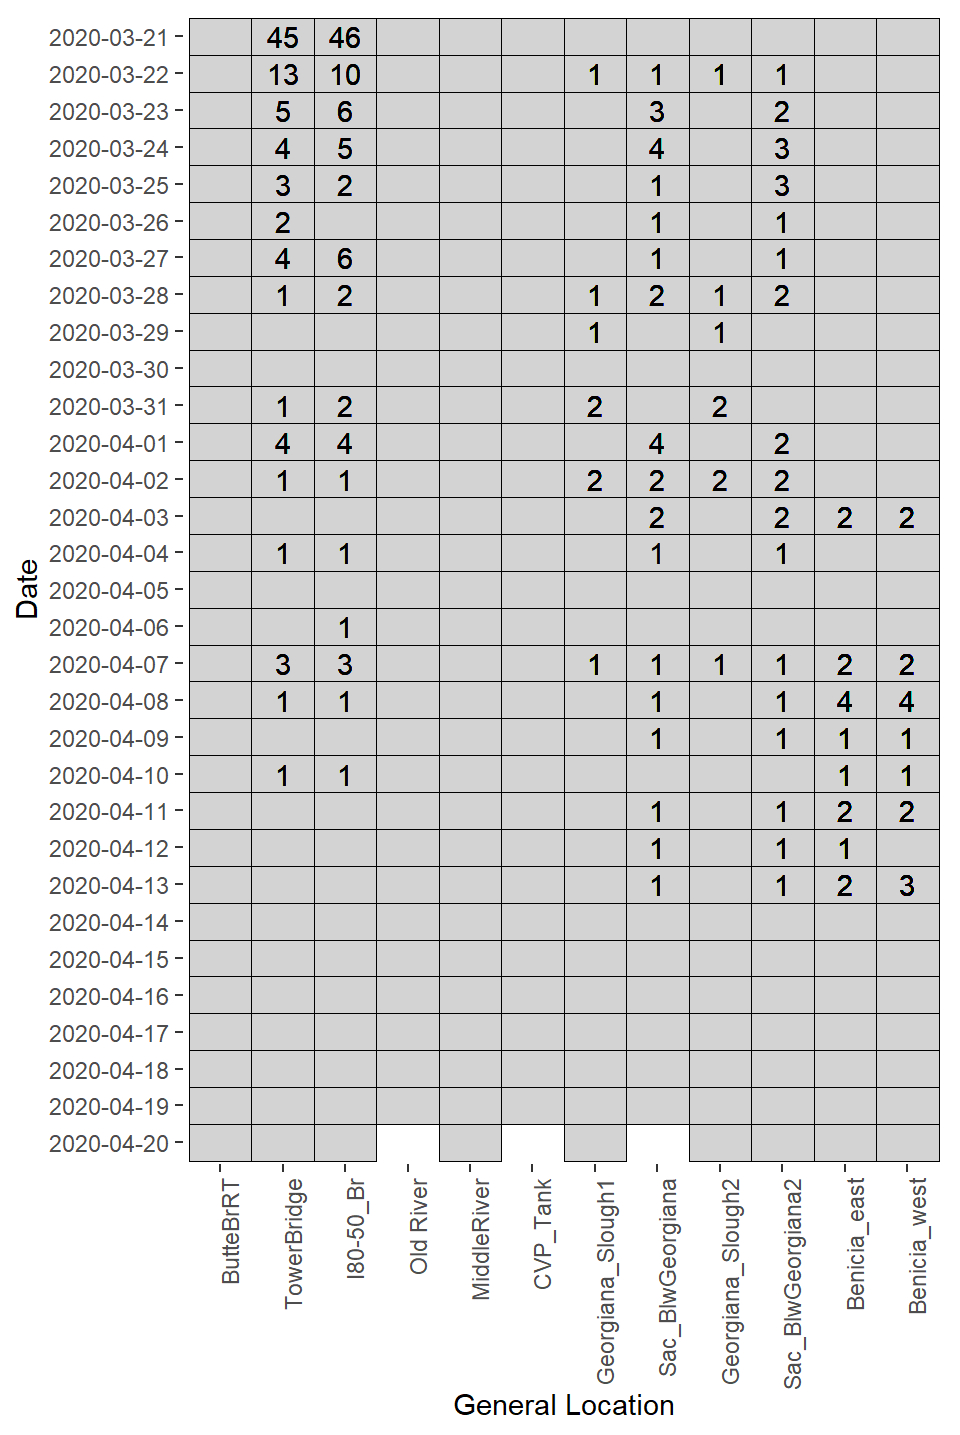 2020-03-21 45 46
2020-03-22 13 10 1 1 1 1
2020-03-23 5 6 3 2
2020-03-24 4 5 4 3
2020-03-25 3 2 1 3
2020-03-26 2 1 1
2020-03-27 4 6 1 1
2020-03-28 1 2 1 2 1 2
2020-03-29 1 1
2020-03-30
2020-03-31 1 2 2 2
2020-04-01 4 4 4 2
2020-04-02 1 1 2 2 2 2
2020-04-03 2 2 2 2
2020-04-04 1 1 1 1
2020-04-05
2020-04-06 1
2020-04-07 3 3 1 1 1 1 2 2
2020-04-08 1 1 1 1 4 4
2020-04-09 1 1 1 1
2020-04-10 1 1 1 1
2020-04-11 1 1 2 2
2020-04-12 1 1 1
2020-04-13 1 1 2 3
2020-04-14
2020-04-15
2020-04-16
2020-04-17
2020-04-18
2020-04-19
2020-04-20
Date
ButteBrRT
TowerBridge
I80-50_Br
Old River
MiddleRiver
CVP_Tank
Georgiana_Slough1
Sac_BlwGeorgiana
Georgiana_Slough2
Sac_BlwGeorgiana2
Benicia_east
Benicia_west
General Location